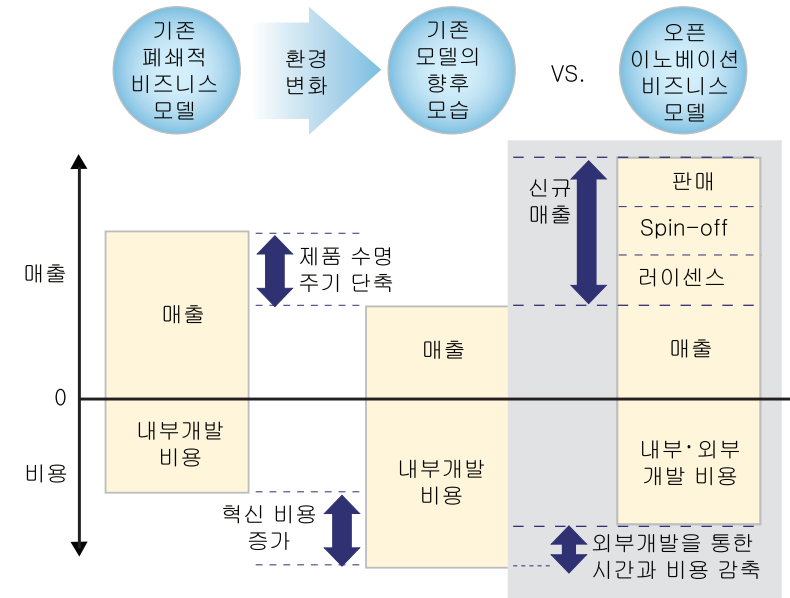 기존
폐쇄적
비즈니스
모델
환경
변화
기존
모델의
향후
모습
VS.
오픈
이노베이션
비즈니스
모델
신규
매출
판매
Spin-off
러이센스
제품 수명
주기 단축
매출
매출
매출
매출
0
내부개발
비용
내부개발
비용
내부·외부
개발 비용
비용
혁신 비용
증가
외부개발을 통한
시간과 비용 감축